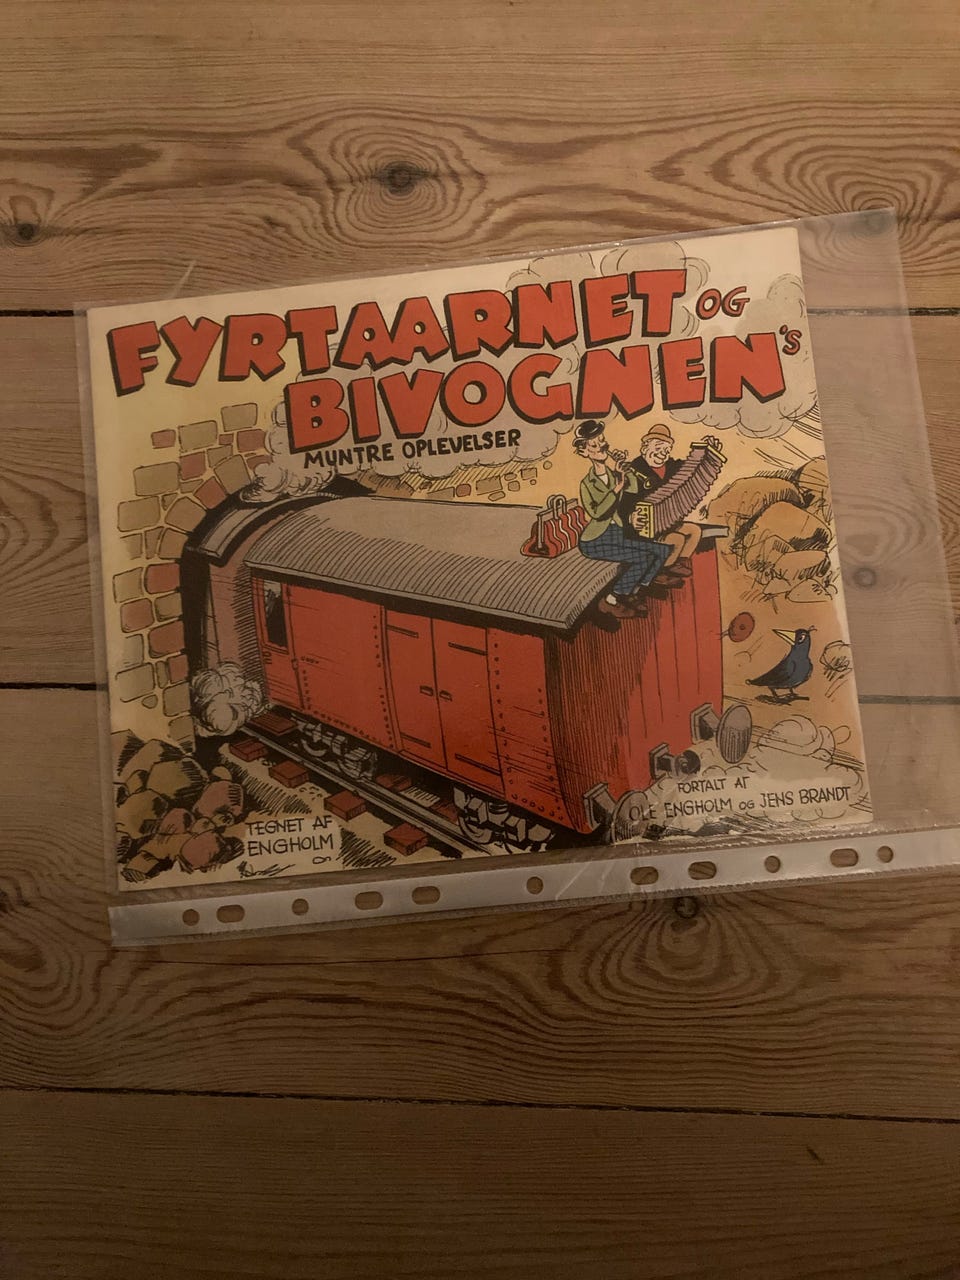 FYRTAARNET OG
BIVOGNEN'S
MUNTRE OPLEVELSER
TEGNET AF
ENGHOLM
FORTALT AF
OLE ENGHOLM OG JENS BRANDT